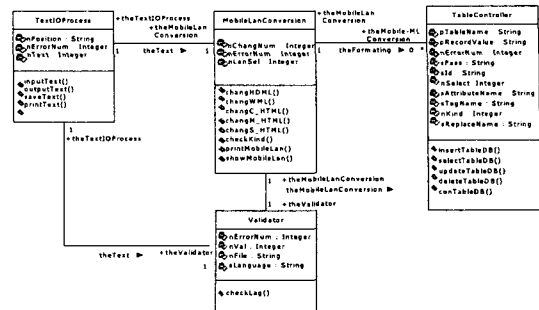 TextIOProcess
nPosition : String
nErrorNum : Integer
nText : Integer
inputText()
outputText()
saveText()
printText()
+theTextIOProcess
+theMobileLan
Conversion
1
theText
1
MobileLanConversion
nChangNum : Integer
nErrorNum : Integer
nLanSel : Integer
changHDML()
changWML()
changC_HTML()
changM_HTML()
changS_HTML()
checkKind()
printMobileLan()
showMobileLan()
+theMobileLan
Conversion
+theMobile-ML
Conversion
1
theFormating
0
TableController
pTableName : String
pRecordValue : String
nErrorNum : Integer
sPass : String
sId : String
nSelect : Integer
sAttributeName : String
sTagName : String
nKind : Integer
sReplaceName : String
insertTableDB()
selectTableDB()
updateTableDB()
deleteTableDB()
conTableDB()
1
+theTextIOProcess
1
+theMobileLanConversion
theMobileLanConversion
1
+theValidator
Validator
nErrorNum : Integer
nVal : Integer
nFile : String
sLanguage : String
checkLag()
theText
+theValidator
1